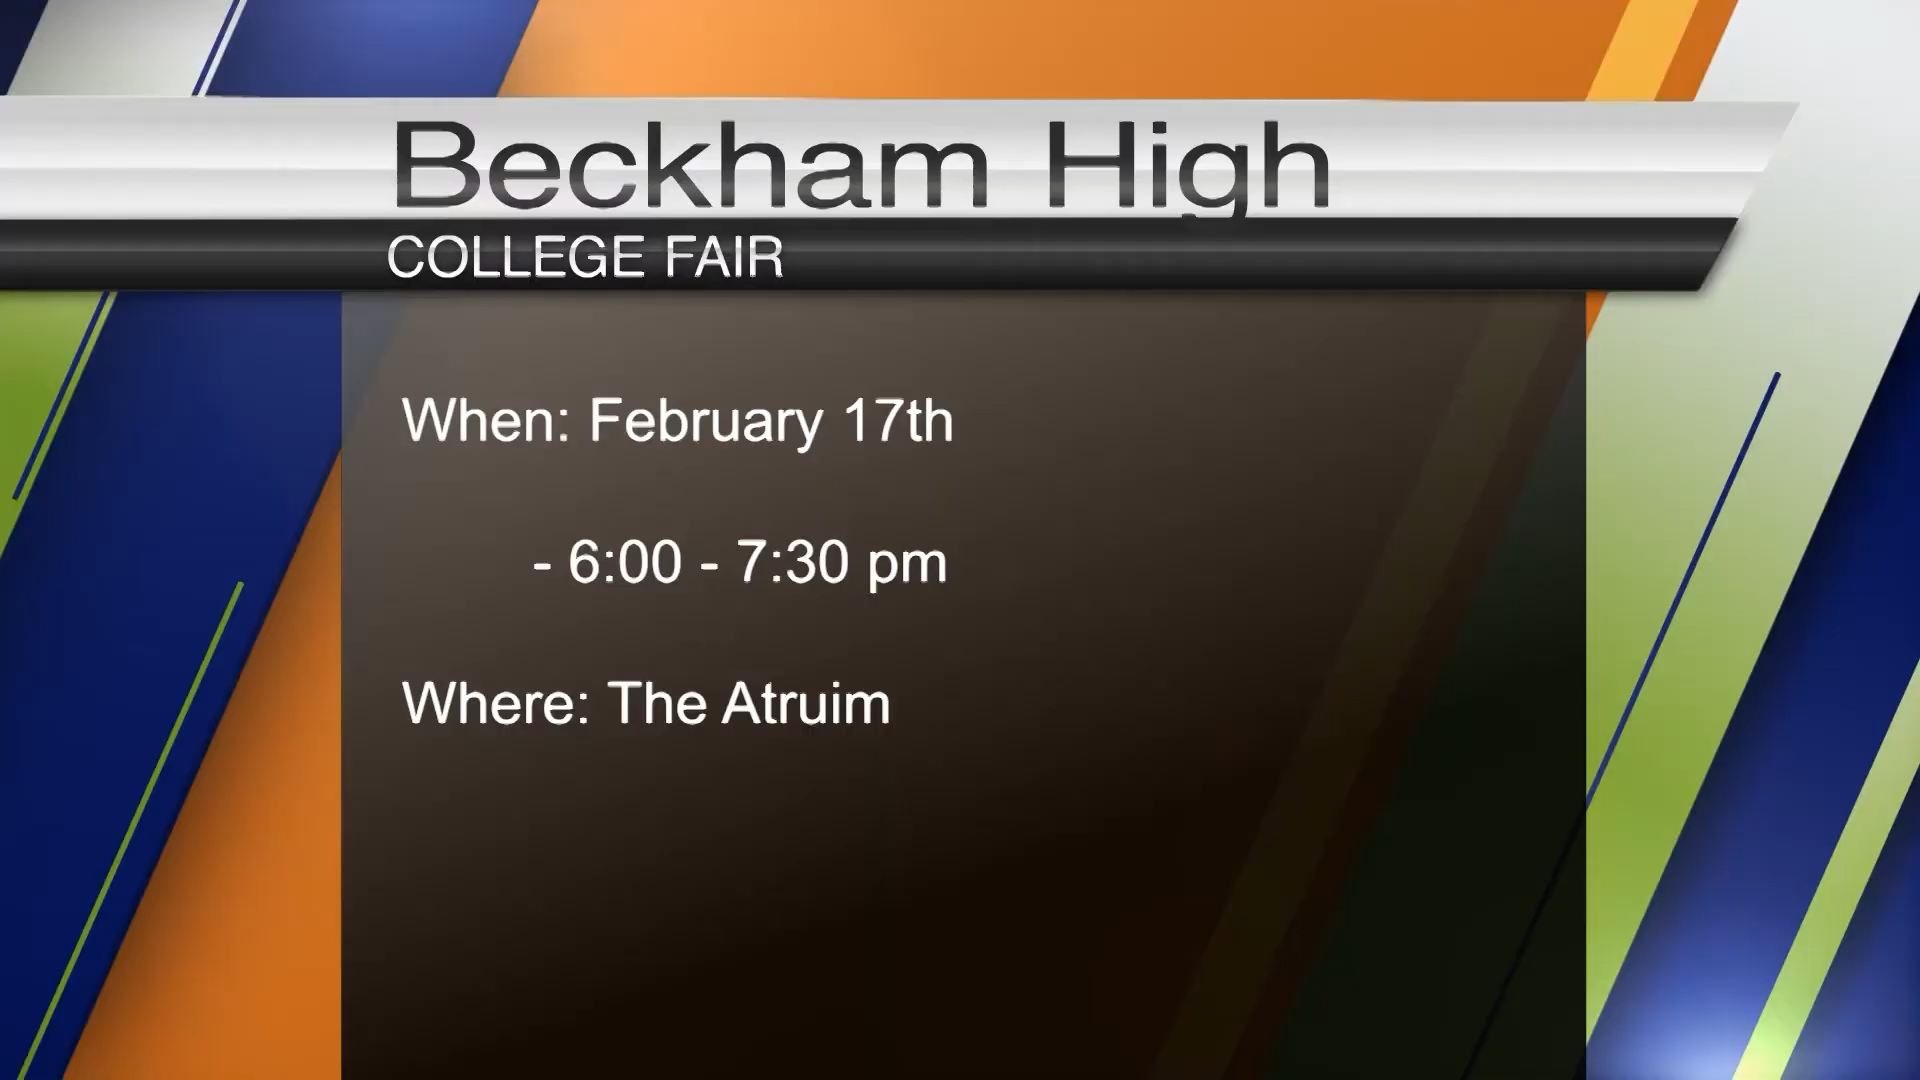 Beckham High
COLLEGE FAIR
When: February 17th
- 6:00 - 7:30 pm
Where: The Atruim